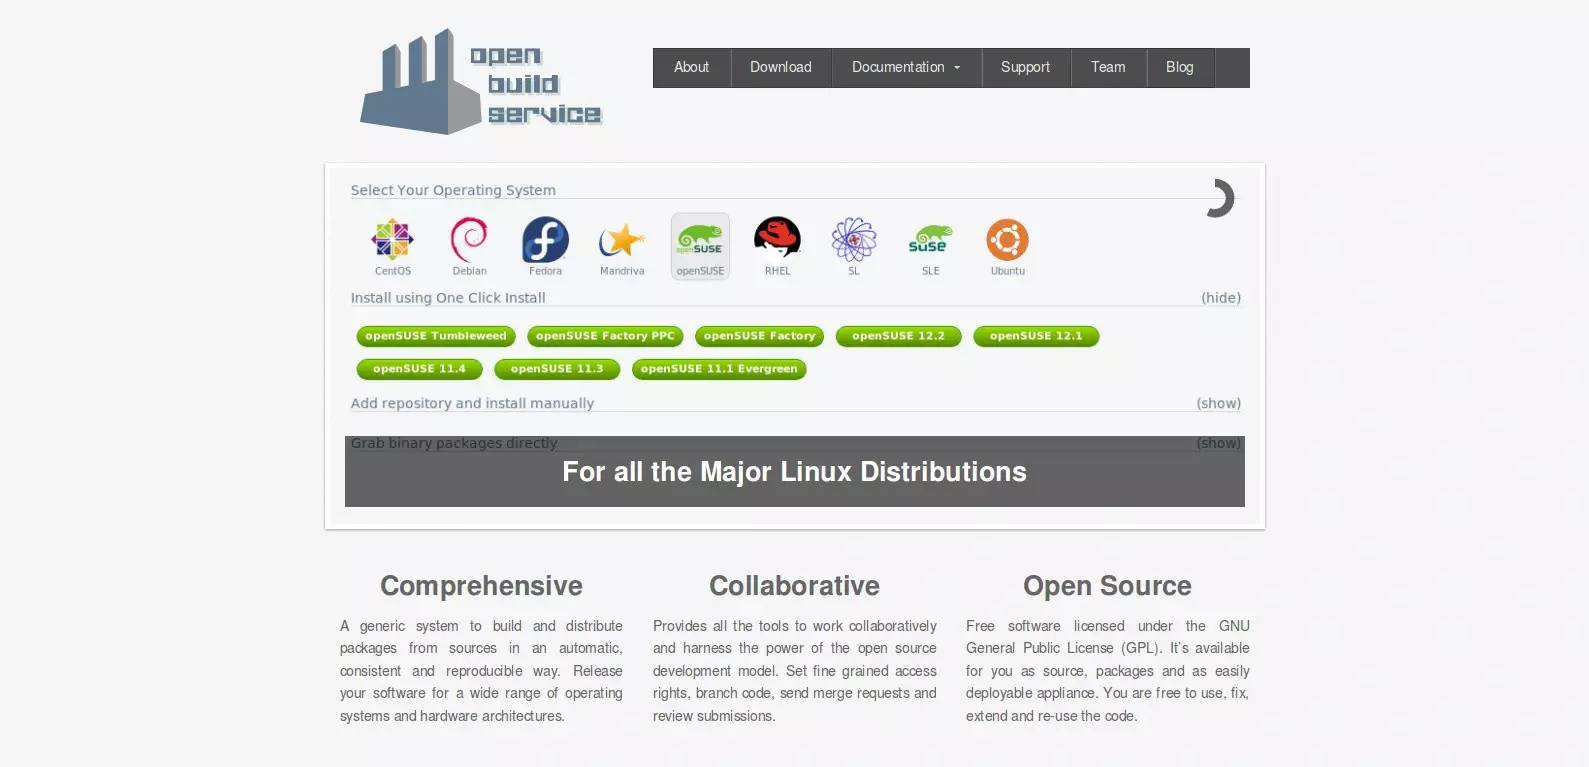 open
build
service
About Download Documentation Support Team Blog
Select Your Operating System
openSUSE
suse
CentOS Debian Fedora Mandriva openSUSE RHEL SL SLE Ubuntu
Install using One Click Install (hide)
openSUSE Tumbleweed openSUSE Factory PPC openSUSE Factory openSUSE 12.2 openSUSE 12.1
openSUSE 11.4 openSUSE 11.3 openSUSE 11.1 Evergreen
Add repository and install manually (show)
Grab binary packages directly (show)
For all the Major Linux Distributions
Comprehensive
A generic system to build and distribute
packages from sources in an automatic,
consistent and reproducible way. Release
your software for a wide range of operating
systems and hardware architectures.
Collaborative
Provides all the tools to work collaboratively
and harness the power of the open source
development model. Set fine grained access
rights, branch code, send merge requests and
review submissions.
Open Source
Free software licensed under the GNU
General Public License (GPL). It's available
for you as source, packages and as easily
deployable appliance. You are free to use, fix,
extend and re-use the code.